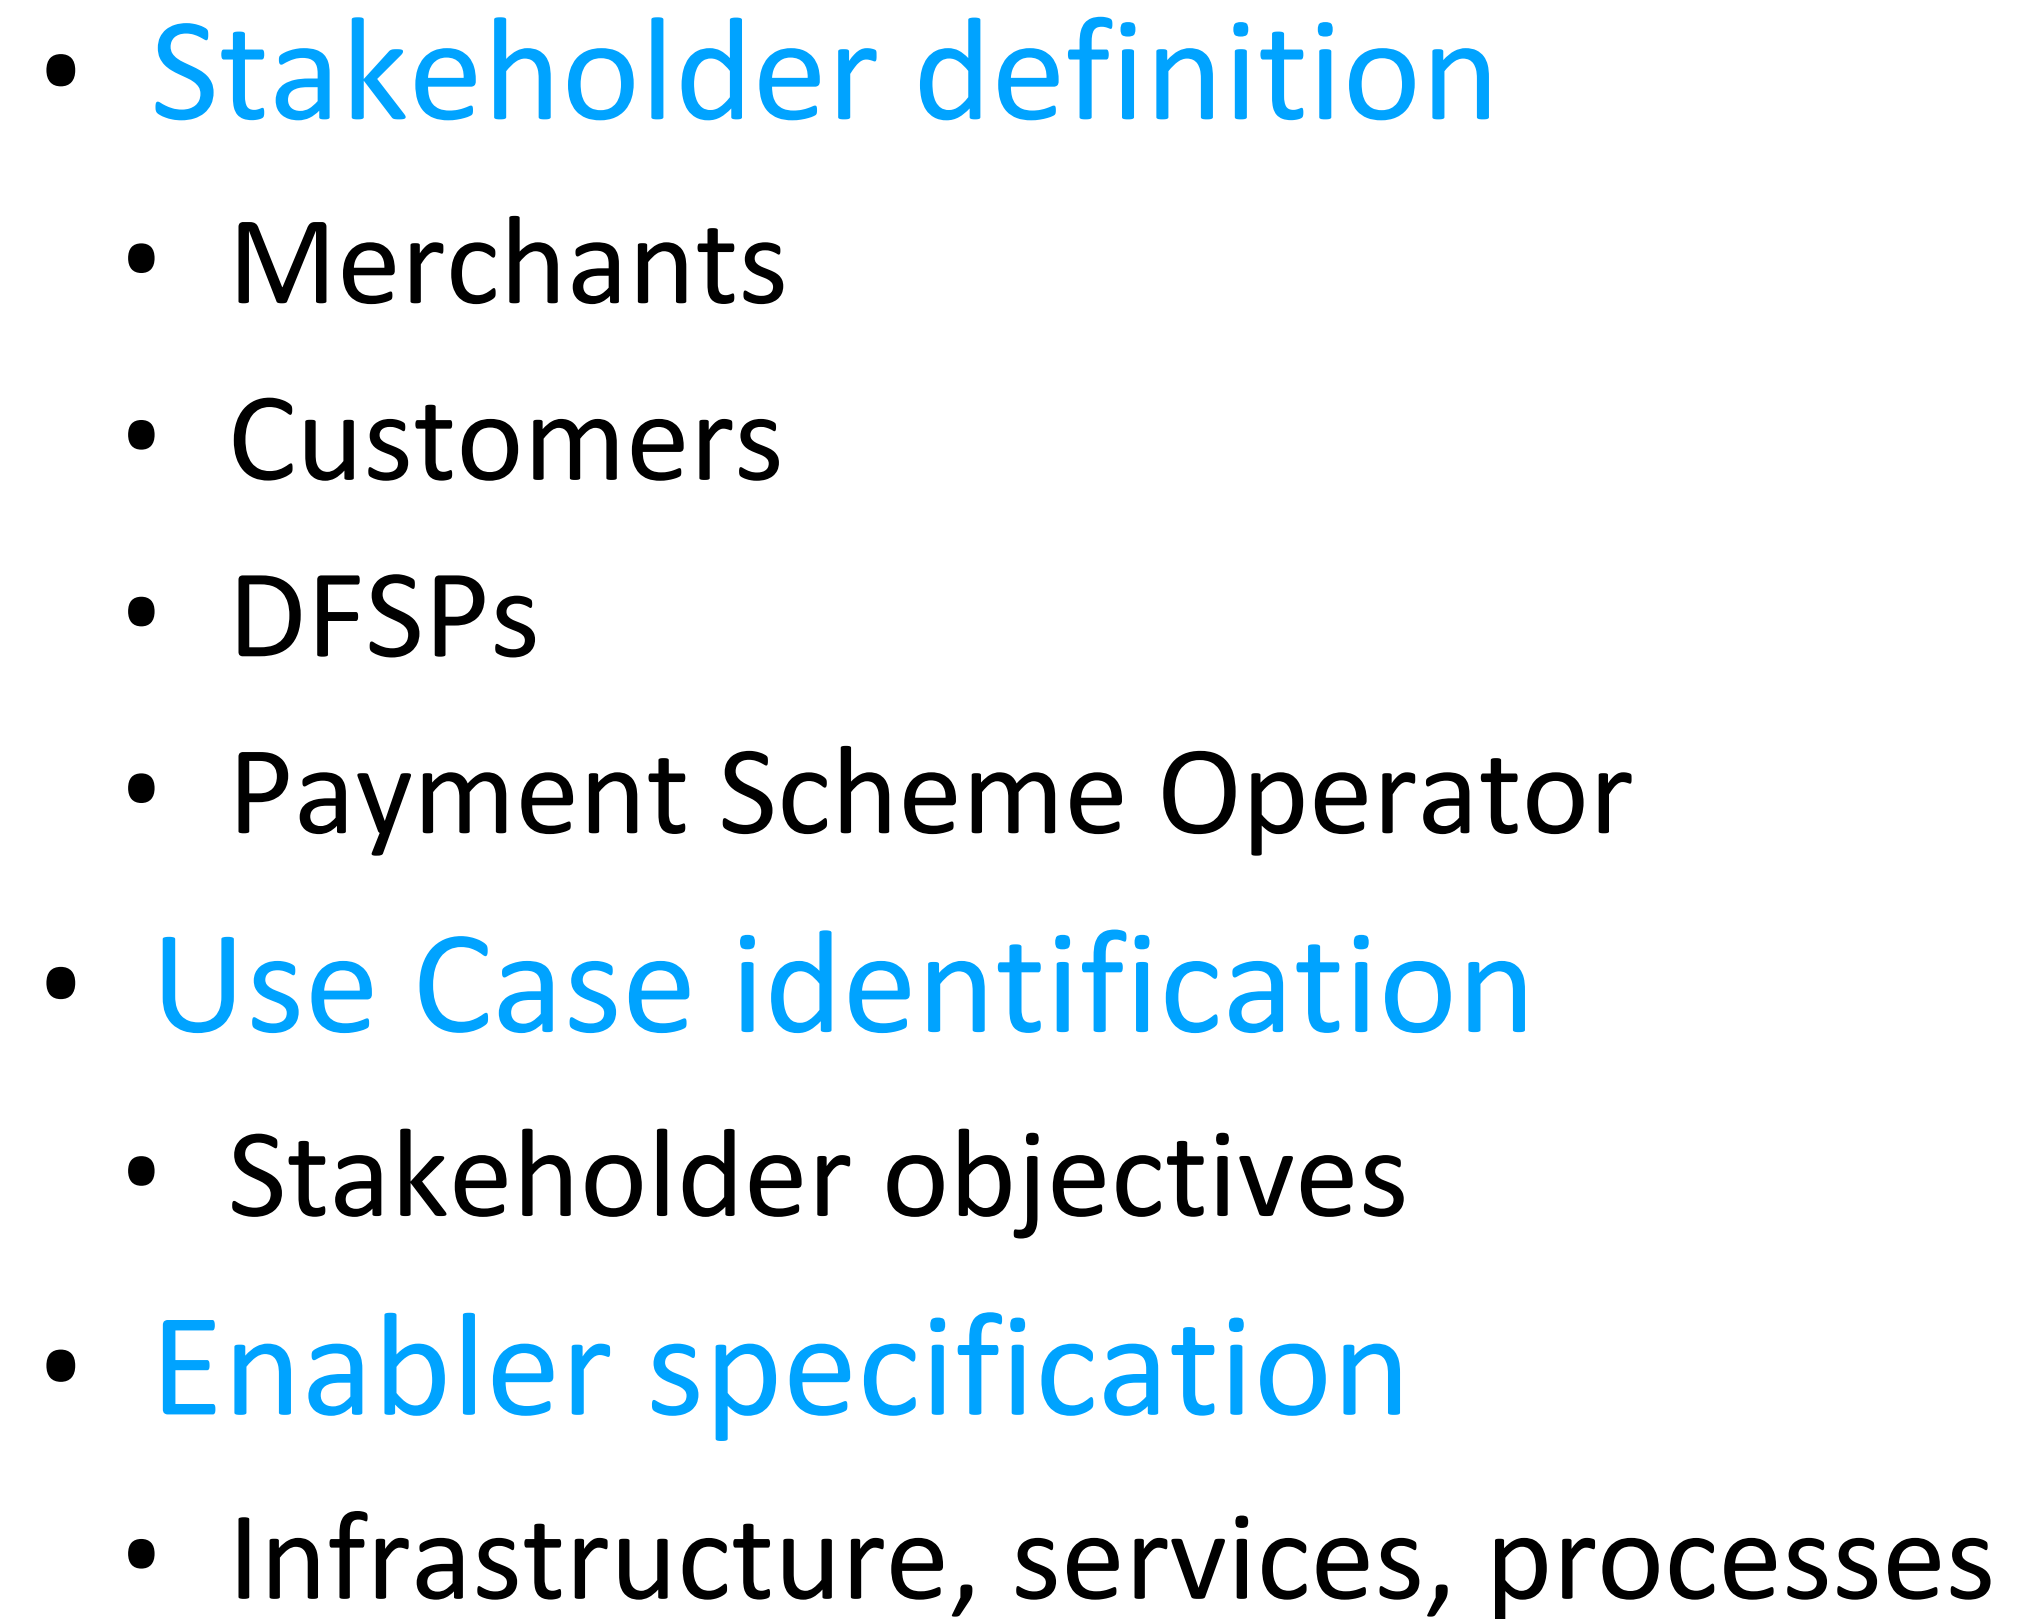 • Stakeholder definition
• Merchants
• Customers
• DFSPs
• Payment Scheme Operator
• Use Case identification
• Stakeholder objectives
• Enabler specification
• Infrastructure, services, processes